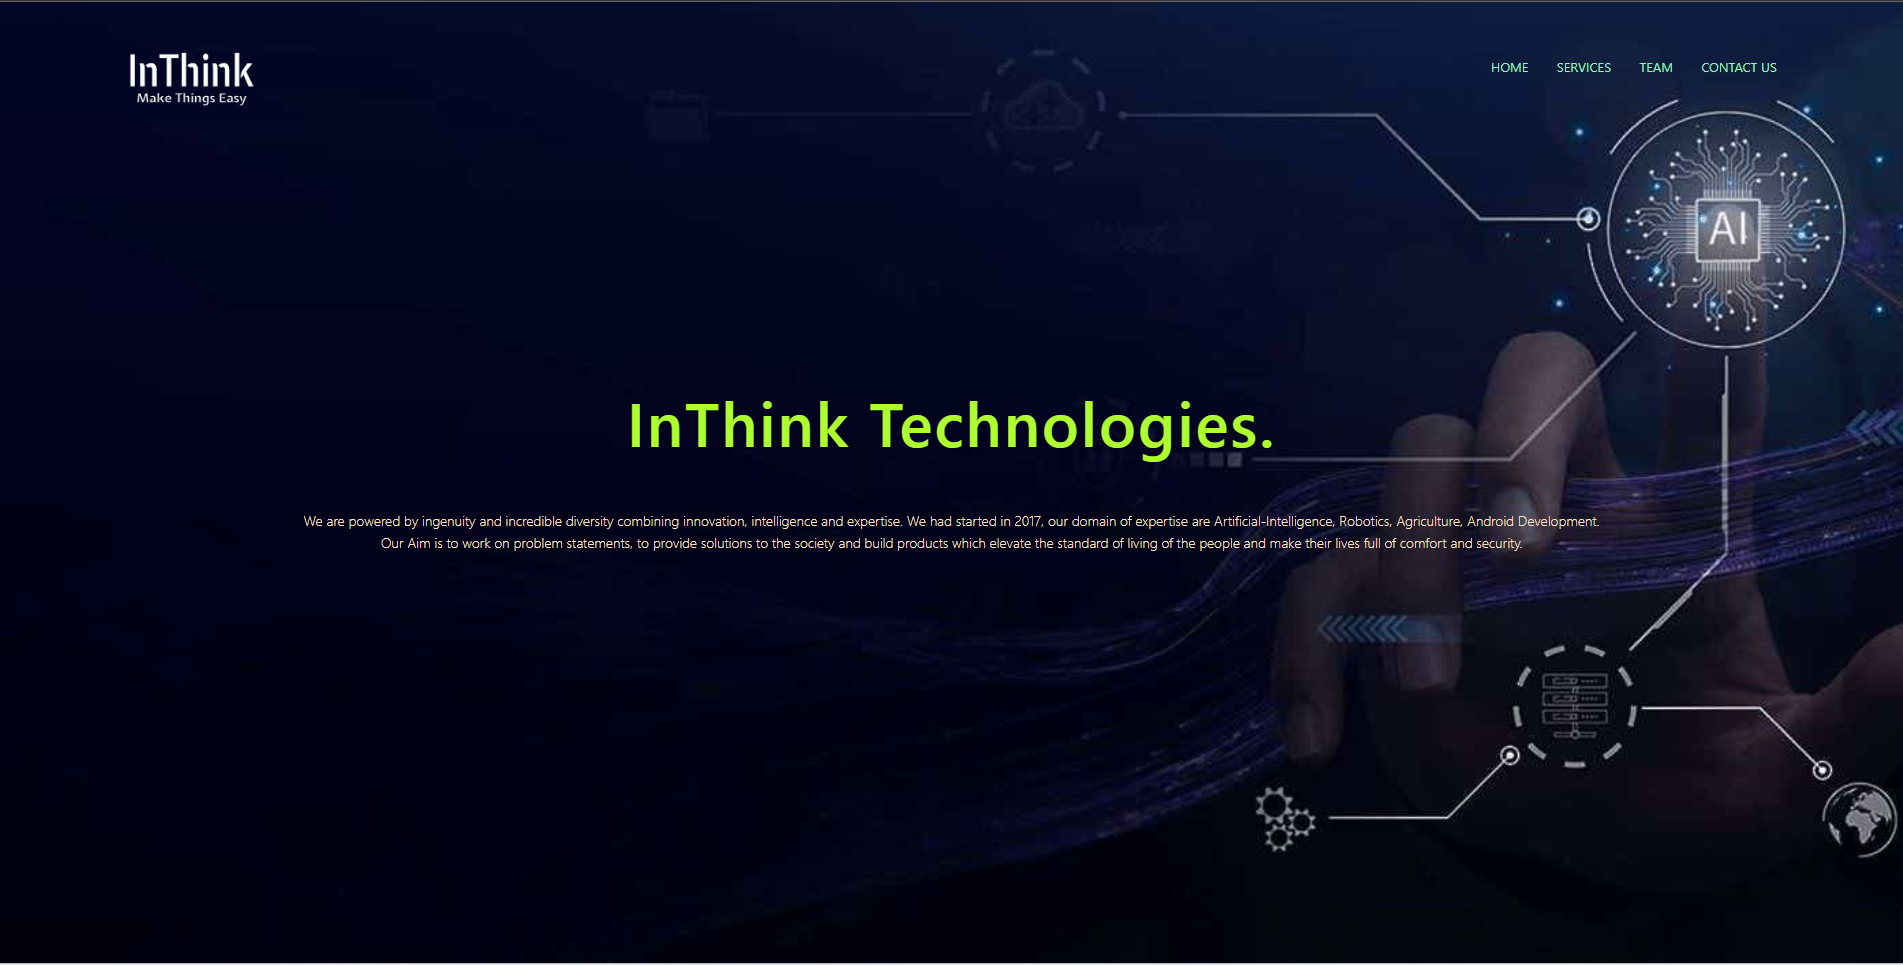 InThink
Make Things Easy
HOME SERVICES TEAM CONTACT US
AI
InThink Technologies.
We are powered by ingenuity and incredible diversity combining innovation, intelligence and expertise. We had started in 2017, our domain of expertise are Artificial-Intelligence, Robotics, Agriculture, Android Development.
Our Aim is to work on problem statements, to provide solutions to the society and build products which elevate the standard of living of the people and make their lives full of comfort and security.